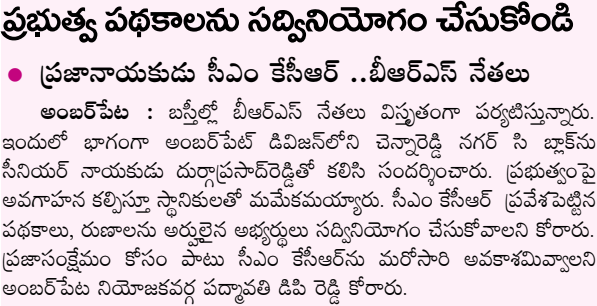 ప్రభుత్వ పథకాలను సద్వినియోగం చేసుకోండి
● ప్రజానాయకుడు సీఎం కేసీఆర్ ..బీఆర్ఎస్ నేతలు
అంబర్‌పేట : బస్తీల్లో బీఆర్ఎస్ నేతలు విస్తృతంగా పర్యటిస్తున్నారు.
ఇందులో భాగంగా అంబర్‌పేట్ డివిజన్‌లోని చెన్నారెడ్డి నగర్ సి బ్లాక్‌ను
సీనియర్ నాయకుడు దుర్గాప్రసాద్‌రెడ్డితో కలిసి సందర్శించారు. ప్రభుత్వంపై
అవగాహన కల్పిస్తూ స్థానికులతో మమేకమయ్యారు. సీఎం కేసీఆర్ ప్రవేశపెట్టిన
పథకాలు, రుణాలను అర్హులైన అభ్యర్థులు సద్వినియోగం చేసుకోవాలని కోరారు.
ప్రజాసంక్షేమం కోసం పాటు సీఎం కేసీఆర్‌ను మరోసారి అవకాశమివ్వాలని
అంబర్‌పేట నియోజకవర్గ పద్మావతి డిపి రెడ్డి కోరారు.